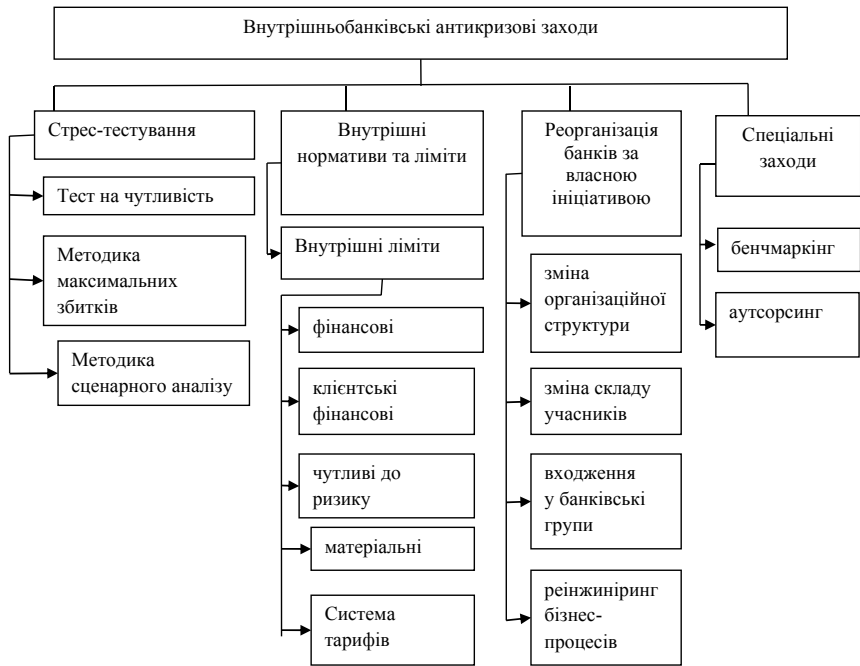 Внутрішньобанківські антикризові заходи
Стрес-тестування
Тест на чутливість
Методика
максимальних
збитків
Методика
сценарного аналізу
Внутрішні
нормативи та ліміти
Внутрішні ліміти
фінансові
клієнтські
фінансові
чутливі до
ризику
матеріальні
Система
тарифів
Реорганізація
банків за
власною
ініціативою
зміна
організаційної
структури
зміна складу
учасників
входження
у банківські
групи
реінжиніринг
бізнес-
процесів
Спеціальні
заходи
бенчмаркінг
аутсорсинг